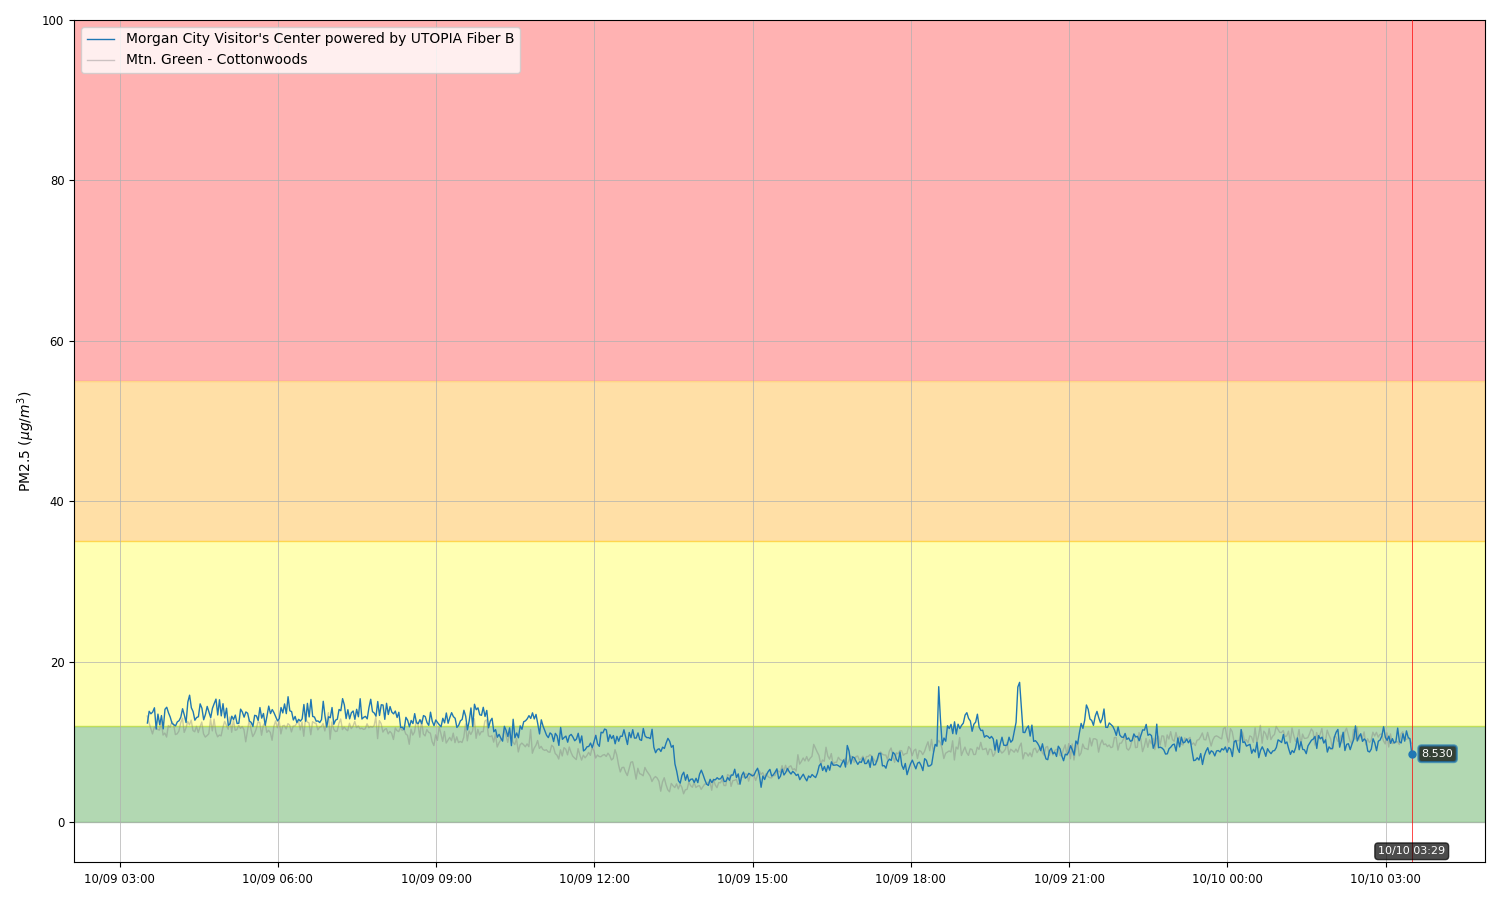 100
80
60
40
20
0
PM2.5 (μg/m³)
Morgan City Visitor's Center powered by UTOPIA Fiber B
Mtn. Green - Cottonwoods
8.530
10/10 03:29
10/09 03:00 10/09 06:00 10/09 09:00 10/09 12:00 10/09 15:00 10/09 18:00 10/09 21:00 10/10 00:00 10/10 03:00